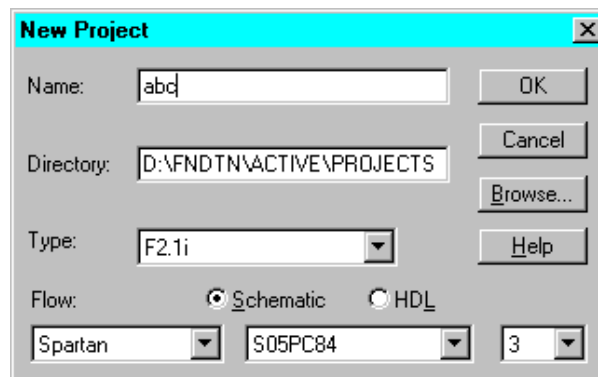 New Project
Name: abc OK
Cancel
Directory: D:\FNDTN\ACTIVE\PROJECTS
Browse...
Type: F2.1i Help
Flow: Schematic HDL
Spartan S05PC84 3